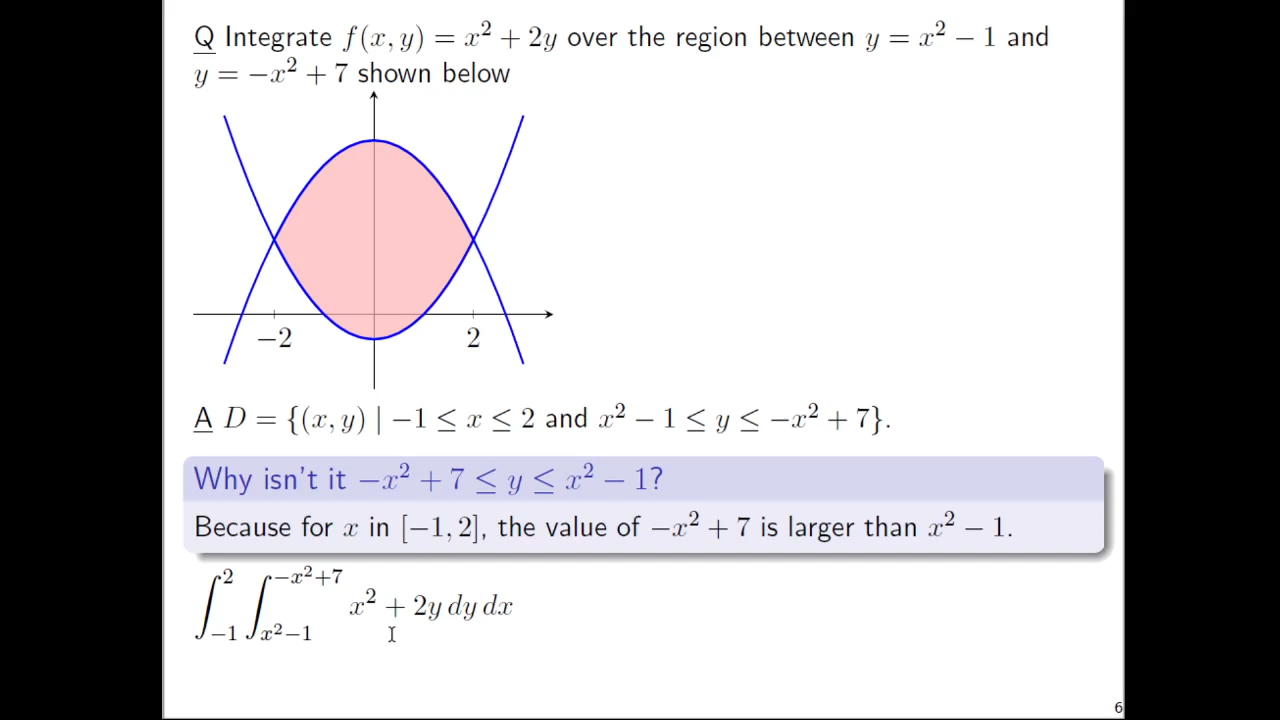 Q Integrate f(x, y) = x² + 2y over the region between y = x² − 1 and
y = −x² + 7 shown below
−2 2
A D = {(x, y) | −1 ≤ x ≤ 2 and x² − 1 ≤ y ≤ −x² + 7}.
Why isn't it −x² + 7 ≤ y ≤ x² − 1?
Because for x in [−1, 2], the value of −x² + 7 is larger than x² − 1.
∫_{−1}^{2} ∫_{x²−1}^{−x²+7} x² + 2y dy dx
6